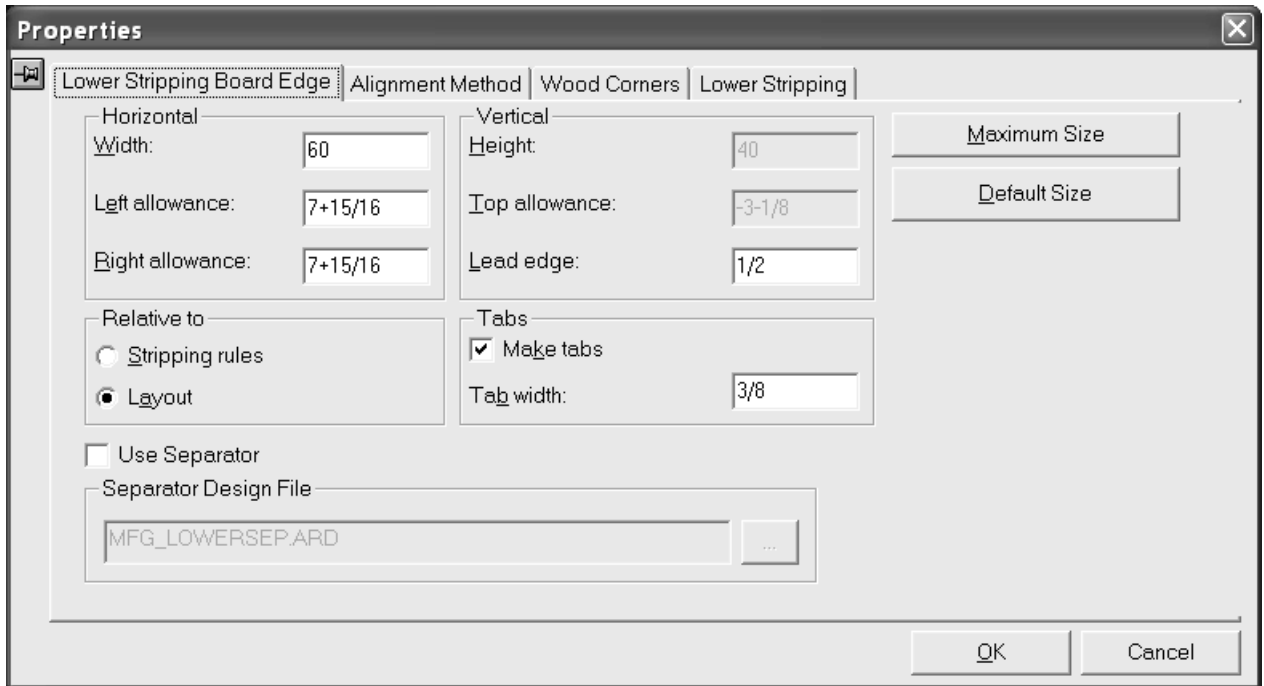 Properties
Lower Stripping Board Edge Alignment Method Wood Corners Lower Stripping
Horizontal
Width: 60
Left allowance: 7+15/16
Right allowance: 7+15/16
Vertical
Height: 40
Top allowance: -3-1/8
Lead edge: 1/2
Maximum Size
Default Size
Relative to
Stripping rules
Layout
Tabs
Make tabs
Tab width: 3/8
Use Separator
Separator Design File
MFG_LOWERSEP.ARD ...
OK Cancel